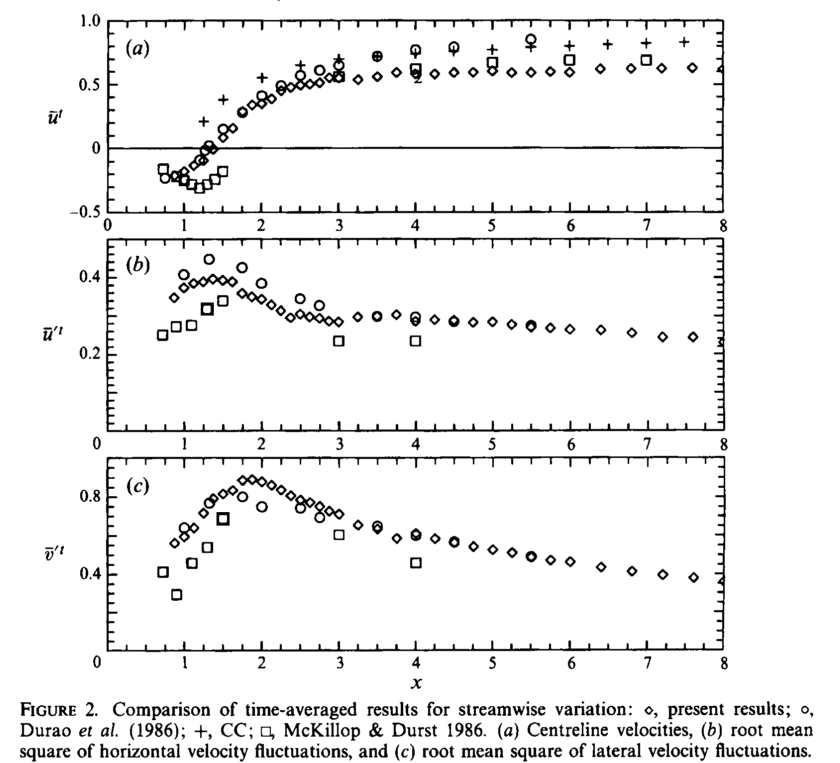 1.0
(a)
0.5
ūᵗ
0
−0.5
0 1 2 3 4 5 6 7 8
(b)
0.4
ū′ᵗ
0.2
0 1 2 3 4 5 6 7 8
(c)
0.8
v̄′ᵗ
0.4
0 1 2 3 4 5 6 7 8
x
FIGURE 2. Comparison of time-averaged results for streamwise variation: ⋄, present results; ○,
Durao et al. (1986); +, CC; □, McKillop & Durst 1986. (a) Centreline velocities, (b) root mean
square of horizontal velocity fluctuations, and (c) root mean square of lateral velocity fluctuations.